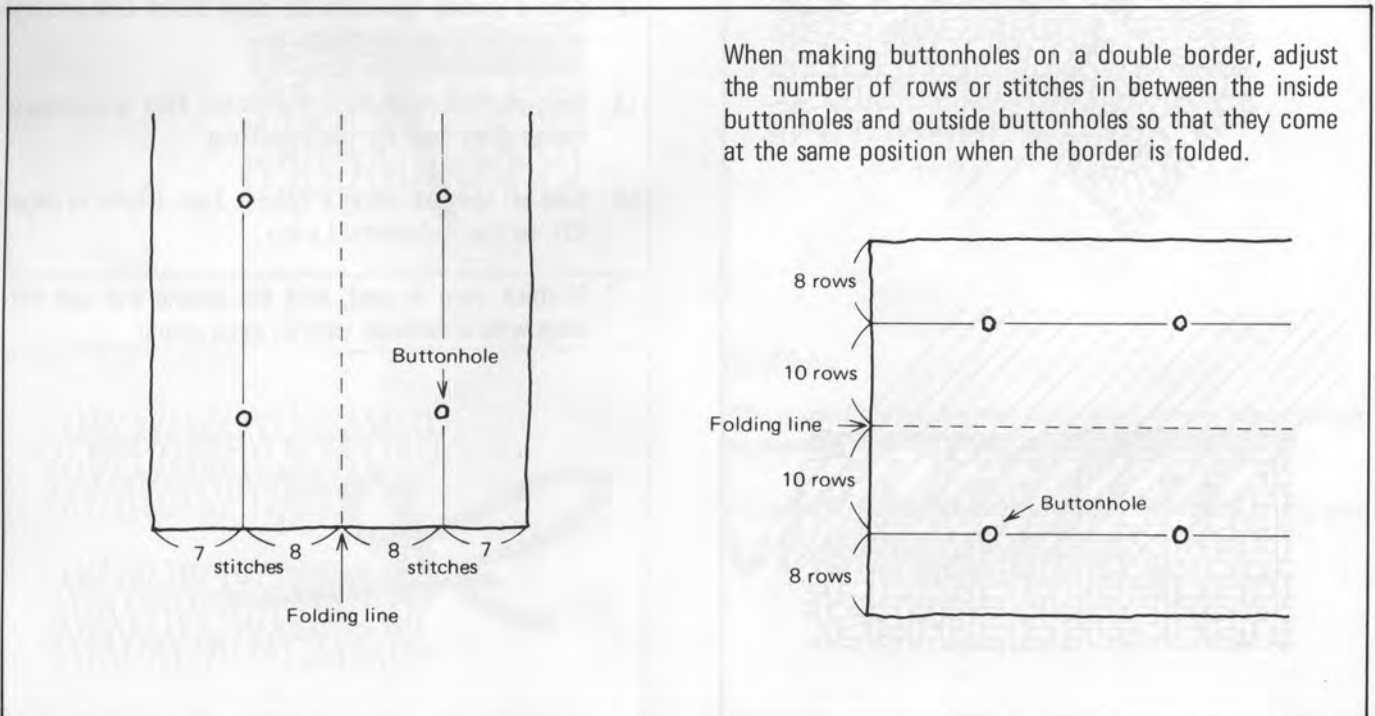 When making buttonholes on a double border, adjust
the number of rows or stitches in between the inside
buttonholes and outside buttonholes so that they come
at the same position when the border is folded.
Buttonhole
7 8 8 7
stitches stitches
Folding line
8 rows
10 rows
Folding line
10 rows
Buttonhole
8 rows